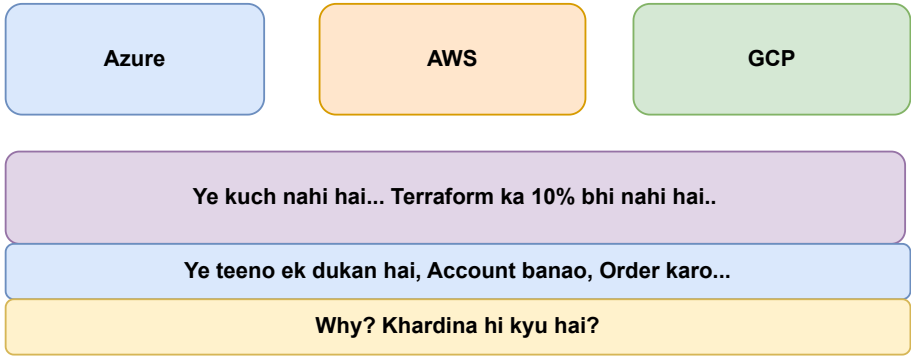 Azure
AWS
GCP
Ye kuch nahi hai... Terraform ka 10% bhi nahi hai..
Ye teeno ek dukan hai, Account banao, Order karo...
Why? Khardina hi kyu hai?